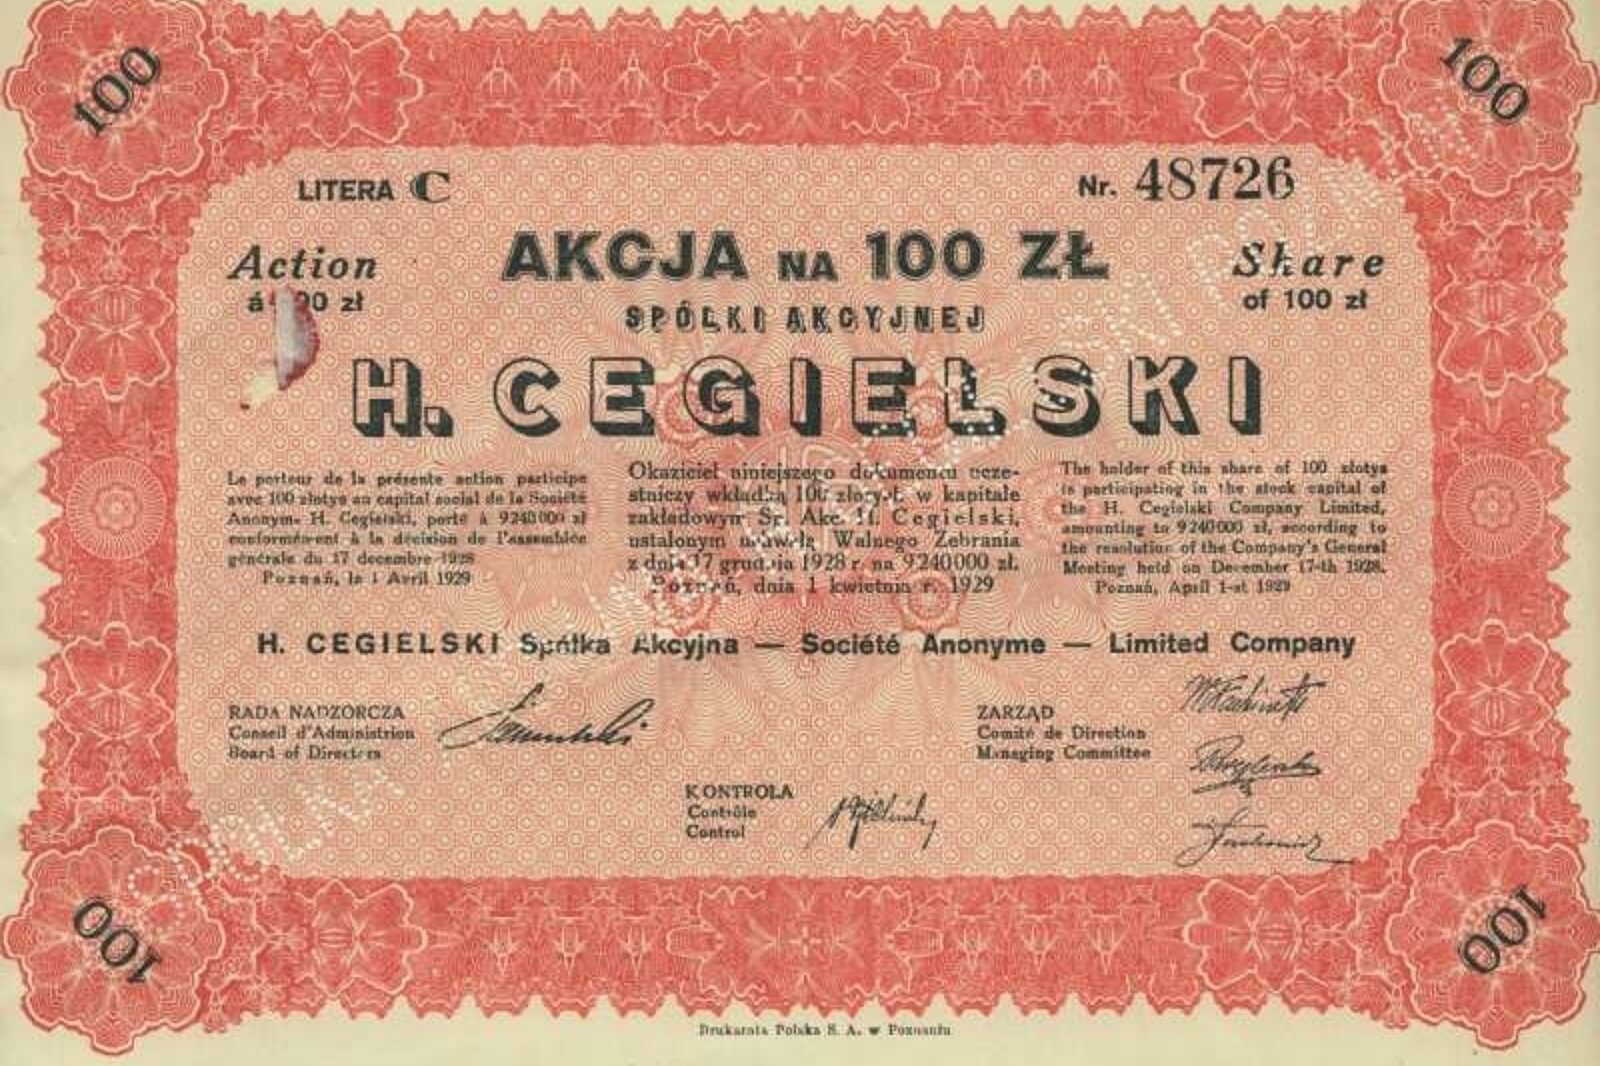 100
100
LITERA C
Nr. 48726
Action
á 100 zł
AKCJA NA 100 ZŁ
Share
of 100 zł
SPÓŁKI AKCYJNEJ
H. CEGIELSKI
Le porteur de la présente action participe
avec 100 zlotys au capital social de la Société
Anonyme H. Cegielski, porté à 9240000 zl
conformément à la décision de l'assemblée
générale du 17 decembre 1928
Poznań, le 1 Avril 1929
Okaziciel niniejszego dokumentu ucze-
stniczy wkładką 100 złotych w kapitale
zakładowym Sp. Akc. H. Cegielski,
ustalonym uchwałą Walnego Zebrania
z dnia 17 grudnia 1928 r. na 9240000 zł.
Poznań, dnia 1 kwietnia r. 1929
The holder of this share of 100 zlotys
is participating in the stock capital of
the H. Cegielski Company Limited,
amounting to 9240000 zł, according to
the resolution of the Company's General
Meeting held on December 17-th 1928.
Poznań, April 1-st 1929
H. CEGIELSKI Spółka Akcyjna — Société Anonyme — Limited Company
RADA NADZORCZA
Conseil d'Administrion
Board of Directors
ZARZĄD
Comité de Direction
Managing Committee
KONTROLA
Contrôle
Control
100
100
Drukarnia Polska S. A. w Poznaniu